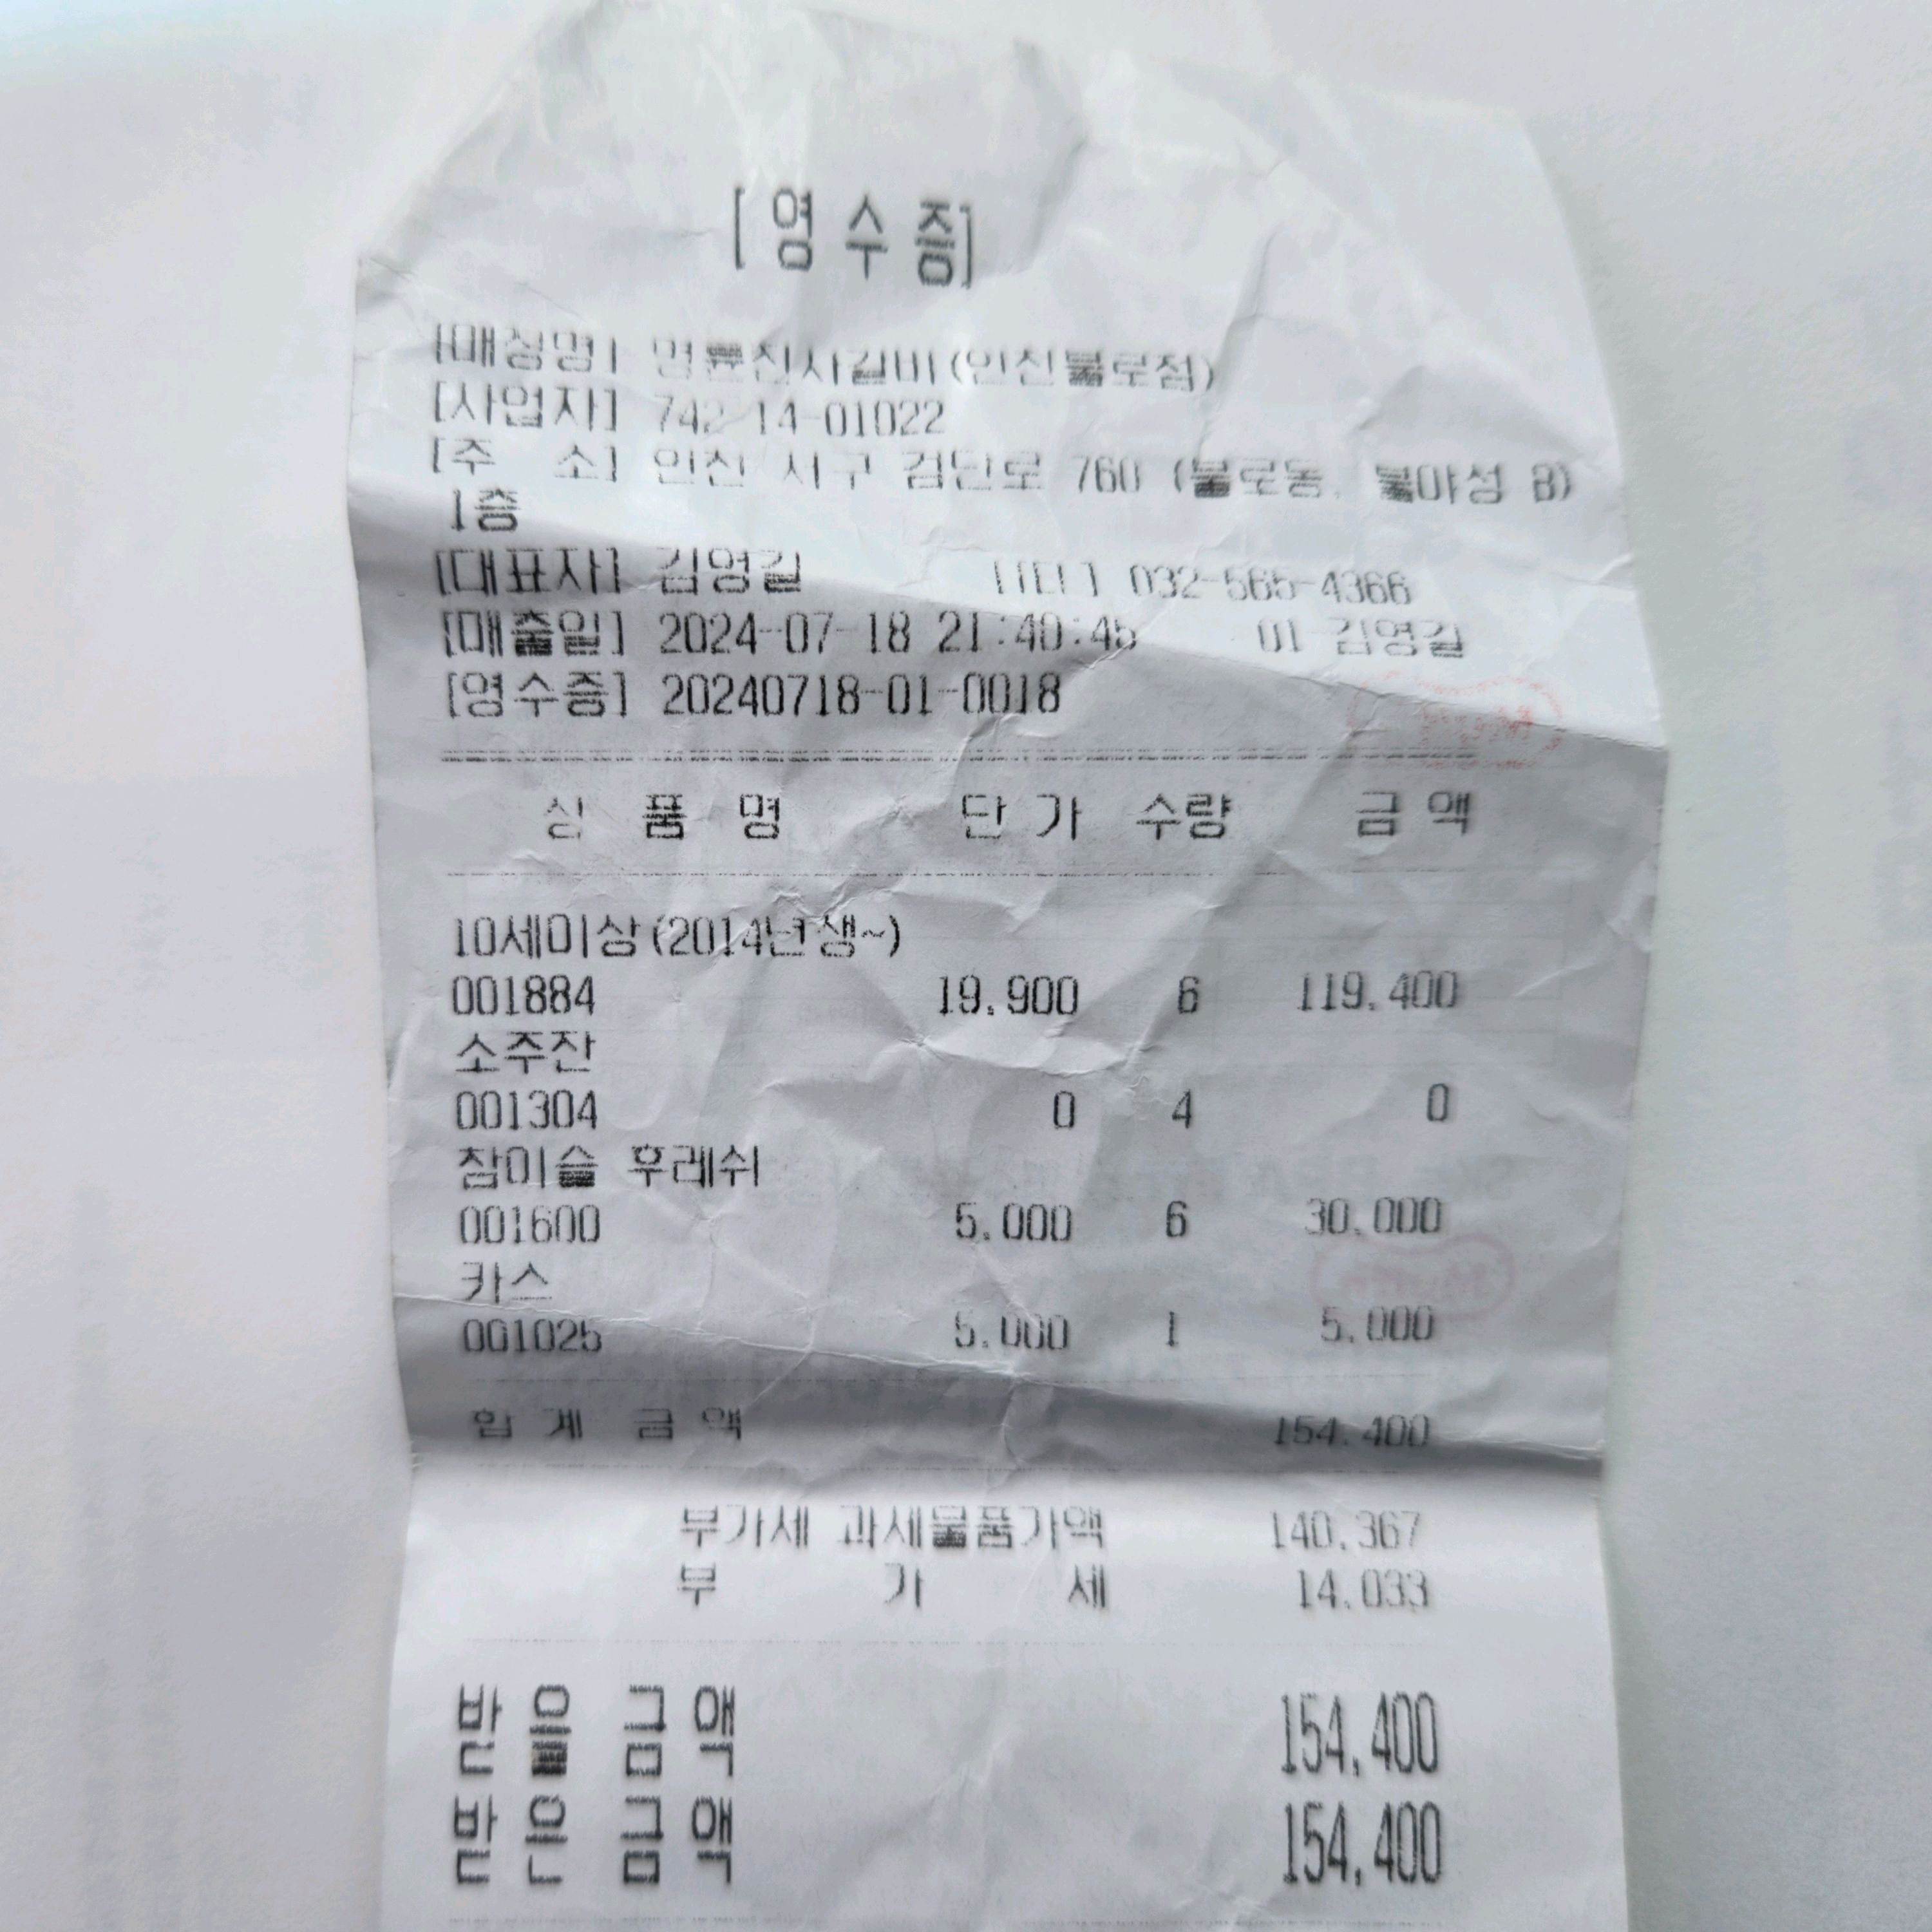 [영수증]
[매장명] 명륜진사갈비(인천불로점)
[사업자] 742-14-01022
[주 소] 인천 서구 검단로 760 (불로동, 불야성 B)
1층
[대표자] 김영길 [TEL] 032-565-4366
[매출일] 2024-07-18 21:40:45 01 김영길
[영수증] 20240718-01-0018
상 품 명 단 가 수량 금 액
10세이상(2014년생~)
001884 19,900 6 119,400
소주잔
001304 0 4 0
참이슬 후레쉬
001600 5,000 6 30,000
카스
001025 5,000 1 5,000
합 계 금 액 154,400
부가세 과세물품가액 140,367
부 가 세 14,033
받 을 금 액 154,400
받 은 금 액 154,400